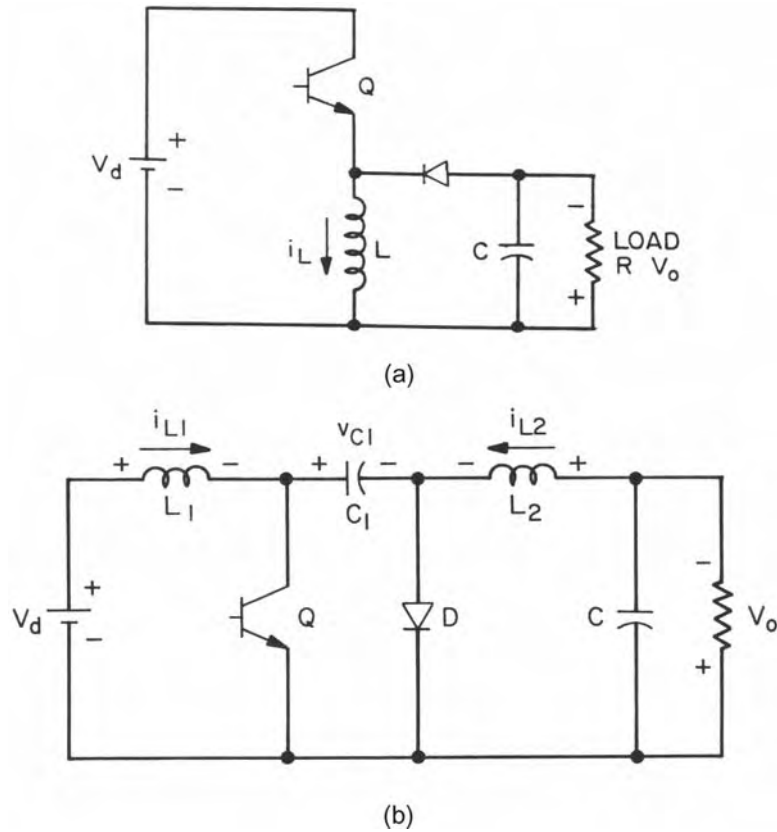 Q
+
V_d
-
i_L
L
C
-
LOAD
R V_o
+
(a)
i_L1
v_C1
i_L2
+ - + - - +
L_1
C_1
L_2
+
V_d
-
Q
D
C
-
V_o
+
(b)